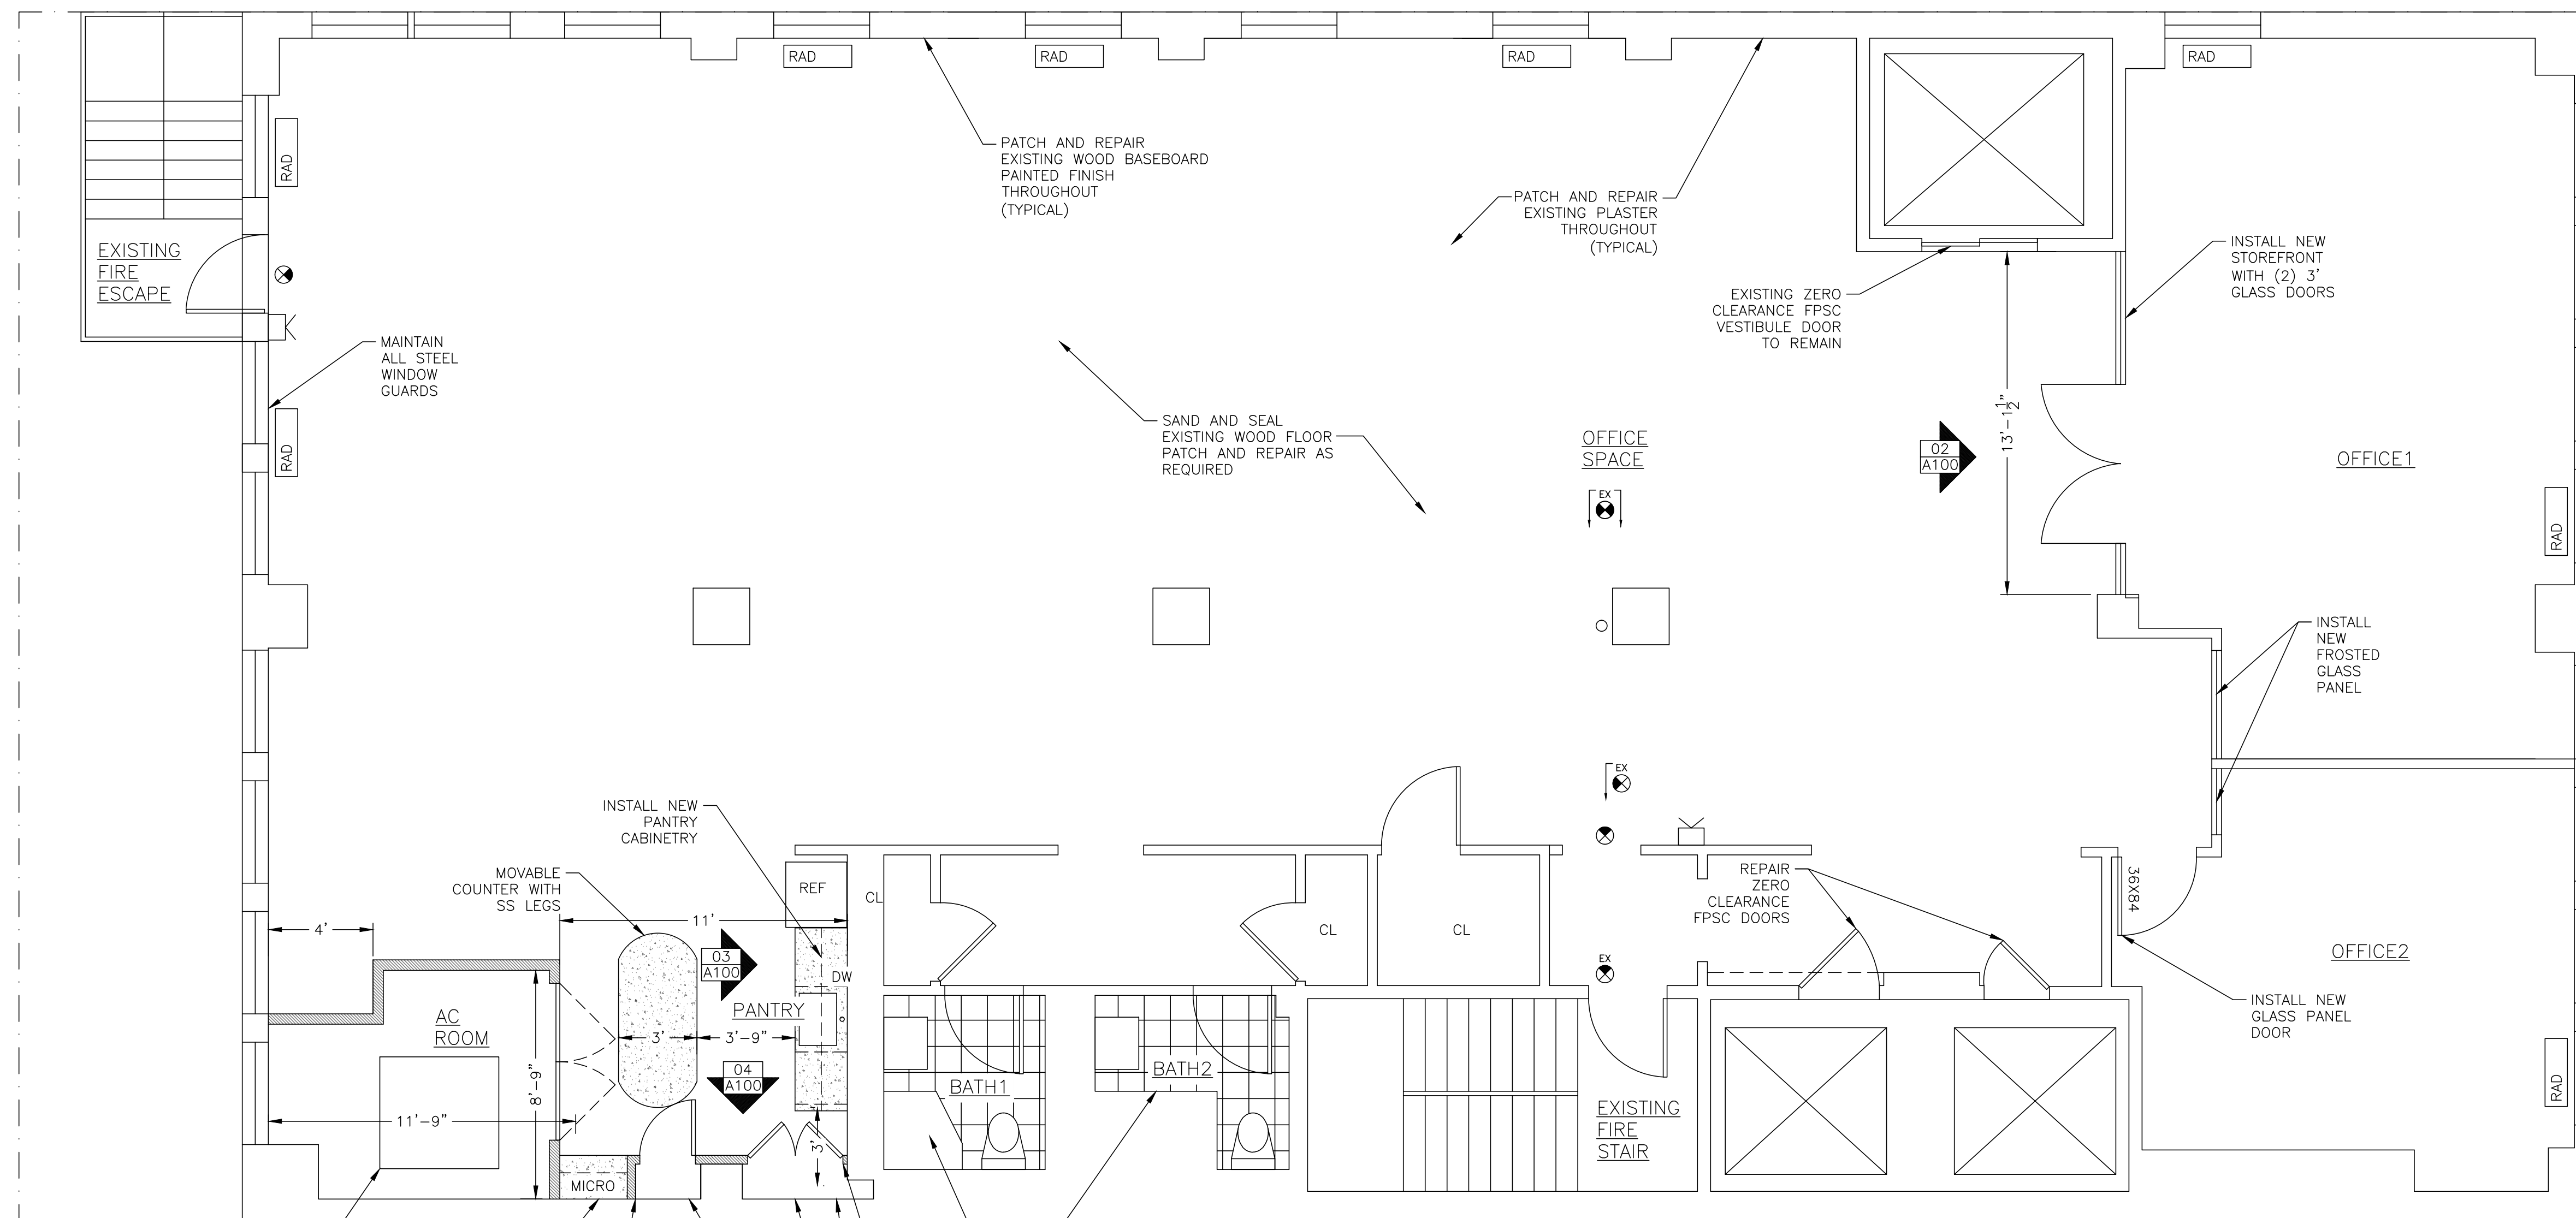 RAD
RAD
RAD
RAD
RAD
PATCH AND REPAIR
EXISTING WOOD BASEBOARD
PAINTED FINISH
THROUGHOUT
(TYPICAL)
PATCH AND REPAIR
EXISTING PLASTER
THROUGHOUT
(TYPICAL)
EXISTING
FIRE
ESCAPE
INSTALL NEW
STOREFRONT
WITH (2) 3'
GLASS DOORS
EXISTING ZERO
CLEARANCE FPSC
VESTIBULE DOOR
TO REMAIN
MAINTAIN
ALL STEEL
WINDOW
GUARDS
RAD
SAND AND SEAL
EXISTING WOOD FLOOR
PATCH AND REPAIR AS
REQUIRED
OFFICE
SPACE
02
A100
13'-1 1/2"
OFFICE1
EX
RAD
INSTALL
NEW
FROSTED
GLASS
PANEL
EX
INSTALL NEW
PANTRY
CABINETRY
MOVABLE
COUNTER WITH
SS LEGS
REF
CL
REPAIR
ZERO
CLEARANCE
FPSC DOORS
36X84
4'
11'
CL
CL
OFFICE2
03
A100
DW
EX
PANTRY
AC
ROOM
3'
3'-9"
INSTALL NEW
GLASS PANEL
DOOR
04
A100
8'-9"
BATH1
BATH2
RAD
11'-9"
3'
EXISTING
FIRE
STAIR
MICRO